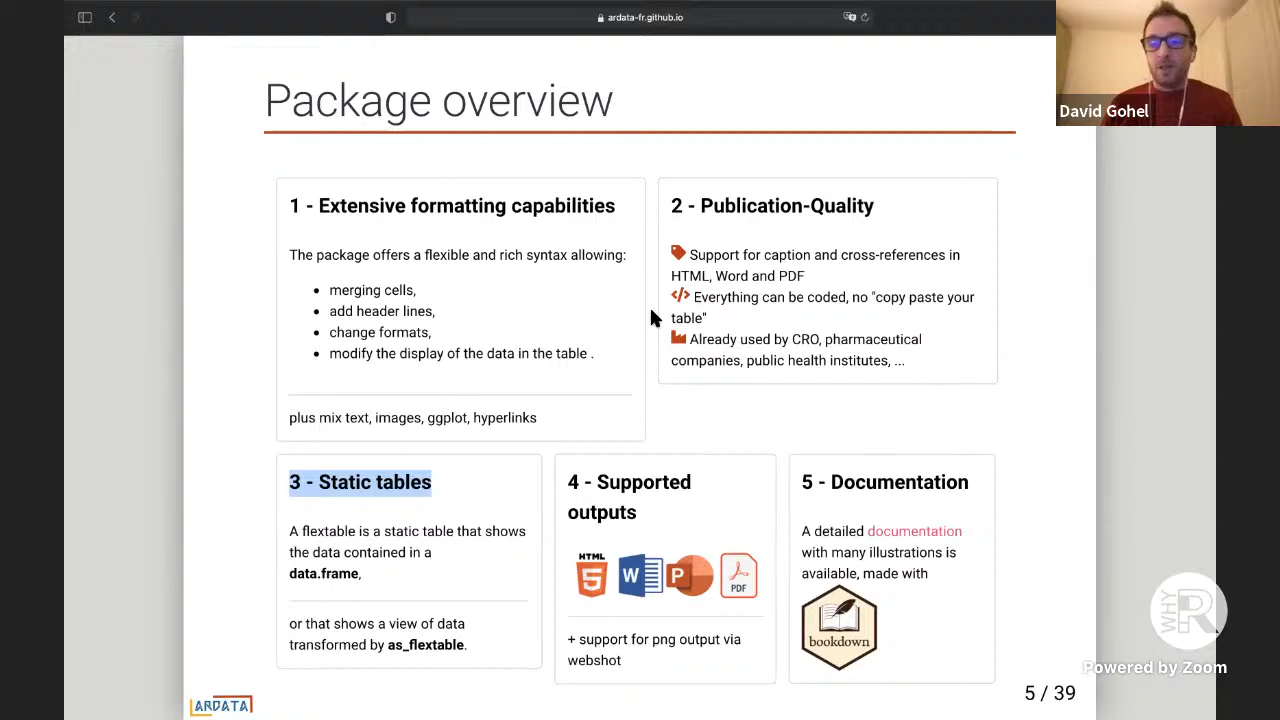 ardata-fr.github.io
David Gohel
Package overview
1 - Extensive formatting capabilities
The package offers a flexible and rich syntax allowing:
merging cells,
add header lines,
change formats,
modify the display of the data in the table .
plus mix text, images, ggplot, hyperlinks
2 - Publication-Quality
Support for caption and cross-references in
HTML, Word and PDF
</> Everything can be coded, no "copy paste your
table"
Already used by CRO, pharmaceutical
companies, public health institutes, ...
3 - Static tables
A flextable is a static table that shows
the data contained in a
data.frame,
or that shows a view of data
transformed by as_flextable.
4 - Supported
outputs
HTML
5
W
P
PDF
+ support for png output via
webshot
5 - Documentation
A detailed documentation
with many illustrations is
available, made with
bookdown
WHY R
Powered by Zoom
5 / 39
ARDATA